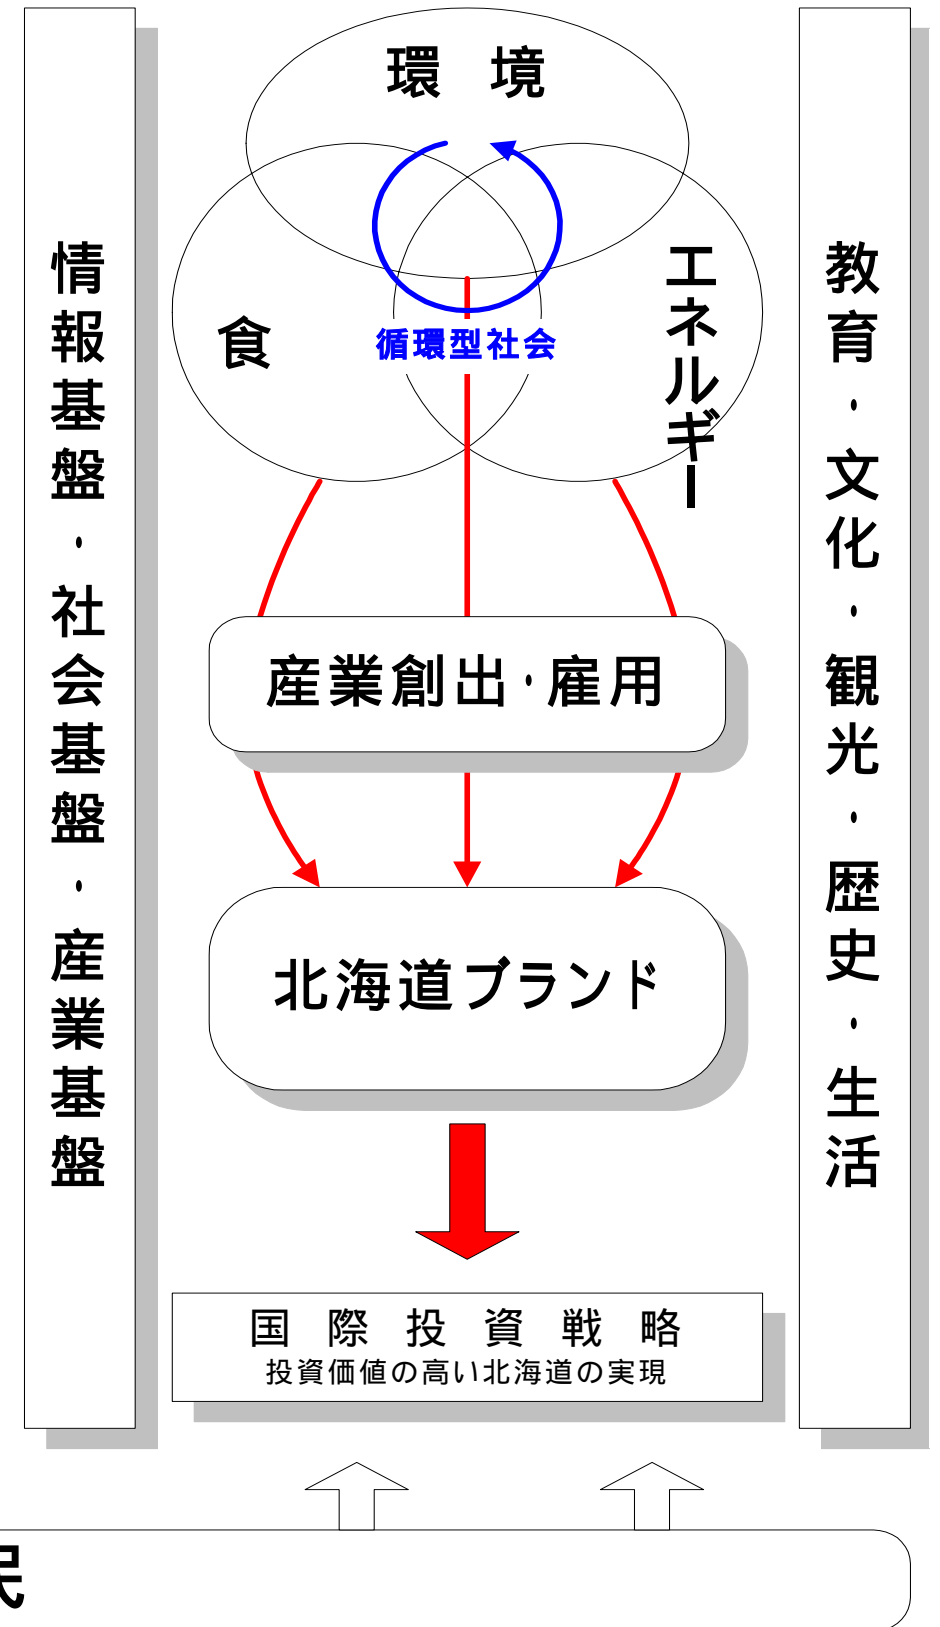 環 境
食
エネルギー
循環型社会
情報基盤・社会基盤・産業基盤
教育・文化・観光・歴史・生活
産業創出・雇用
北海道ブランド
国際投資戦略
投資価値の高い北海道の実現